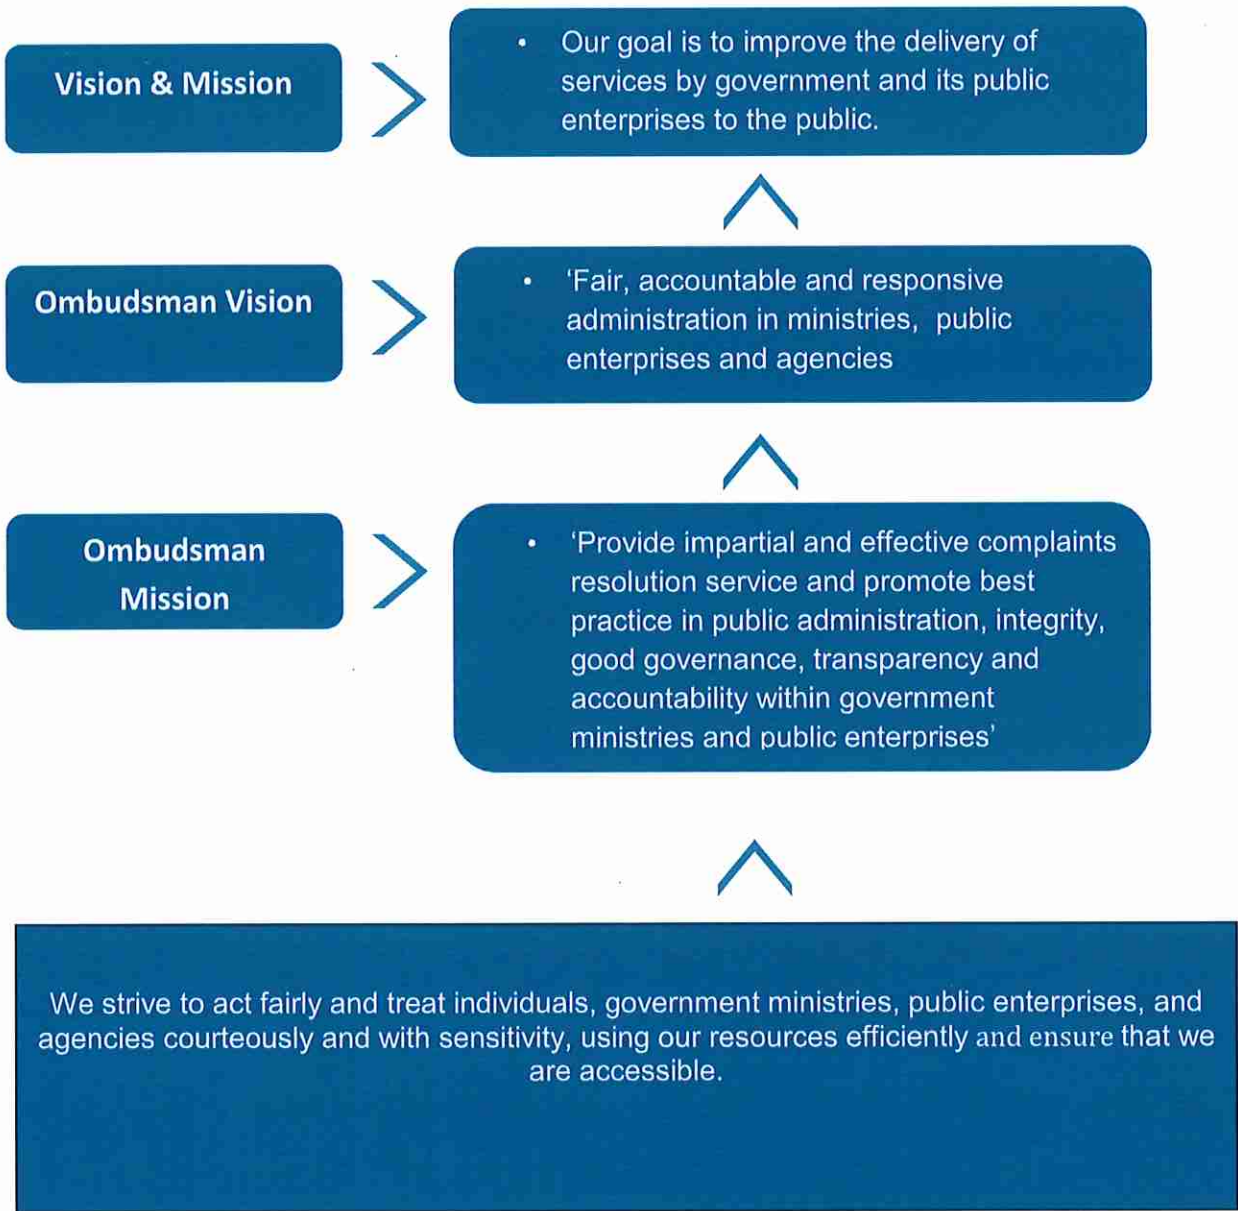 Vision & Mission
• Our goal is to improve the delivery of
services by government and its public
enterprises to the public.
Ombudsman Vision
• 'Fair, accountable and responsive
administration in ministries, public
enterprises and agencies
Ombudsman
Mission
• 'Provide impartial and effective complaints
resolution service and promote best
practice in public administration, integrity,
good governance, transparency and
accountability within government
ministries and public enterprises'
We strive to act fairly and treat individuals, government ministries, public enterprises, and
agencies courteously and with sensitivity, using our resources efficiently and ensure that we
are accessible.